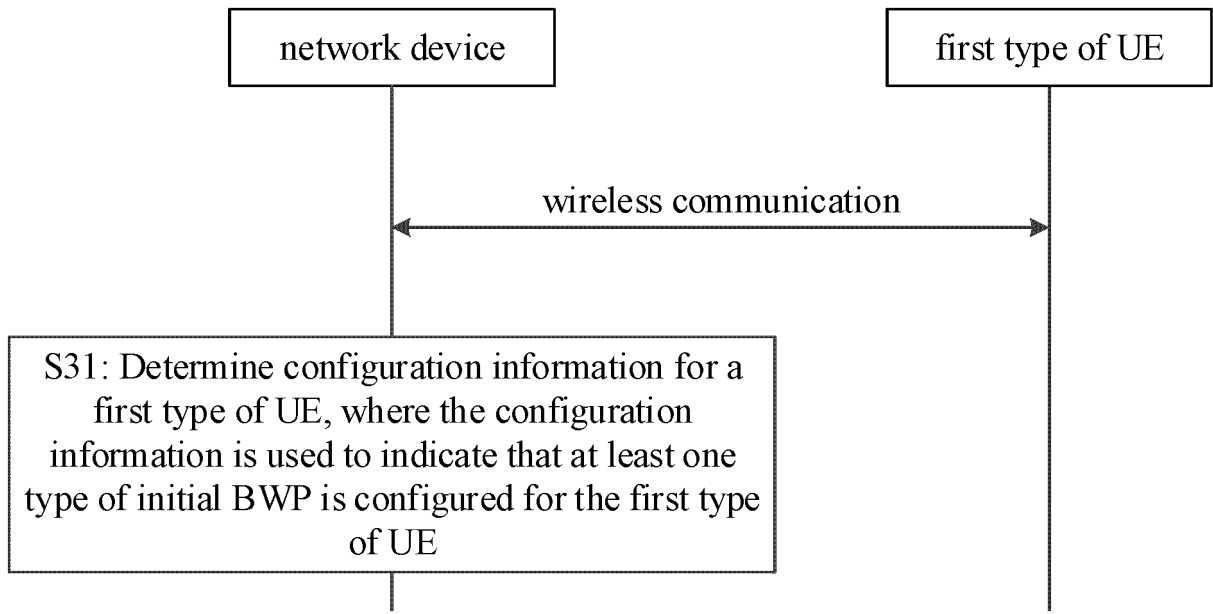 network device
first type of UE
wireless communication
S31: Determine configuration information for a
first type of UE, where the configuration
information is used to indicate that at least one
type of initial BWP is configured for the first type
of UE